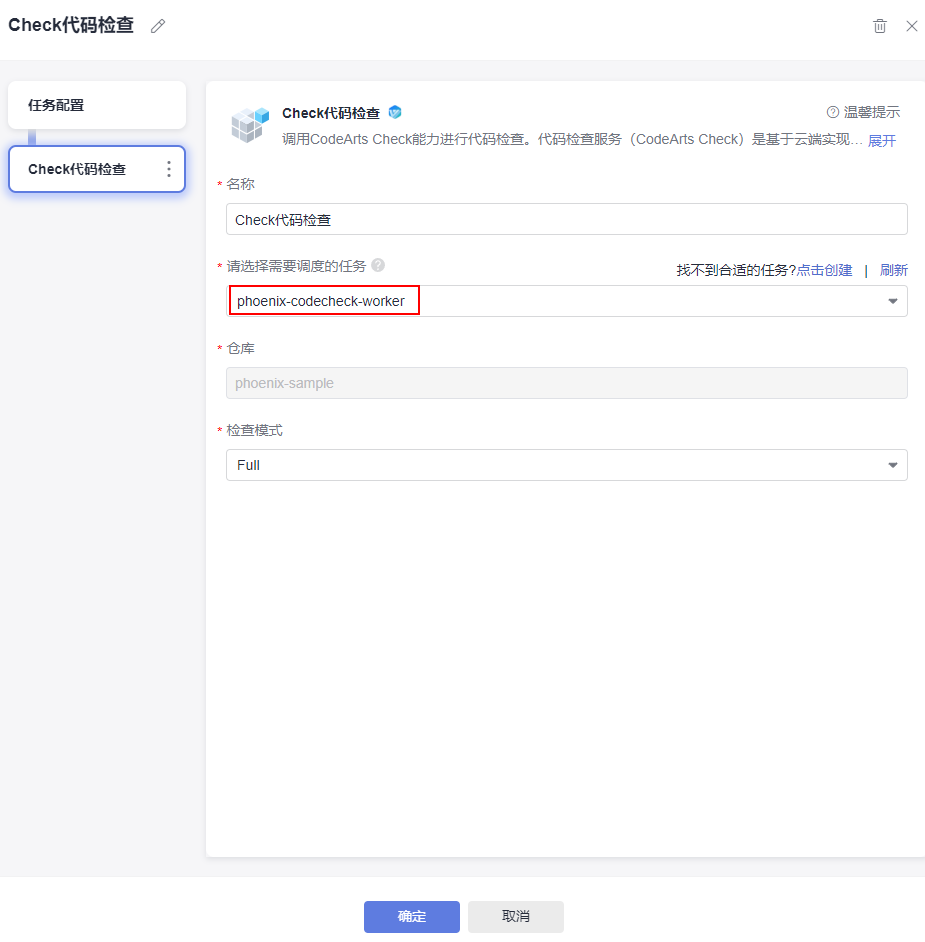 Check代码检查
任务配置
Check代码检查
Check代码检查
温馨提示
调用CodeArts Check能力进行代码检查。代码检查服务（CodeArts Check）是基于云端实现… 展开
* 名称
Check代码检查
* 请选择需要调度的任务
找不到合适的任务?点击创建 | 刷新
phoenix-codecheck-worker
* 仓库
phoenix-sample
* 检查模式
Full
确定
取消